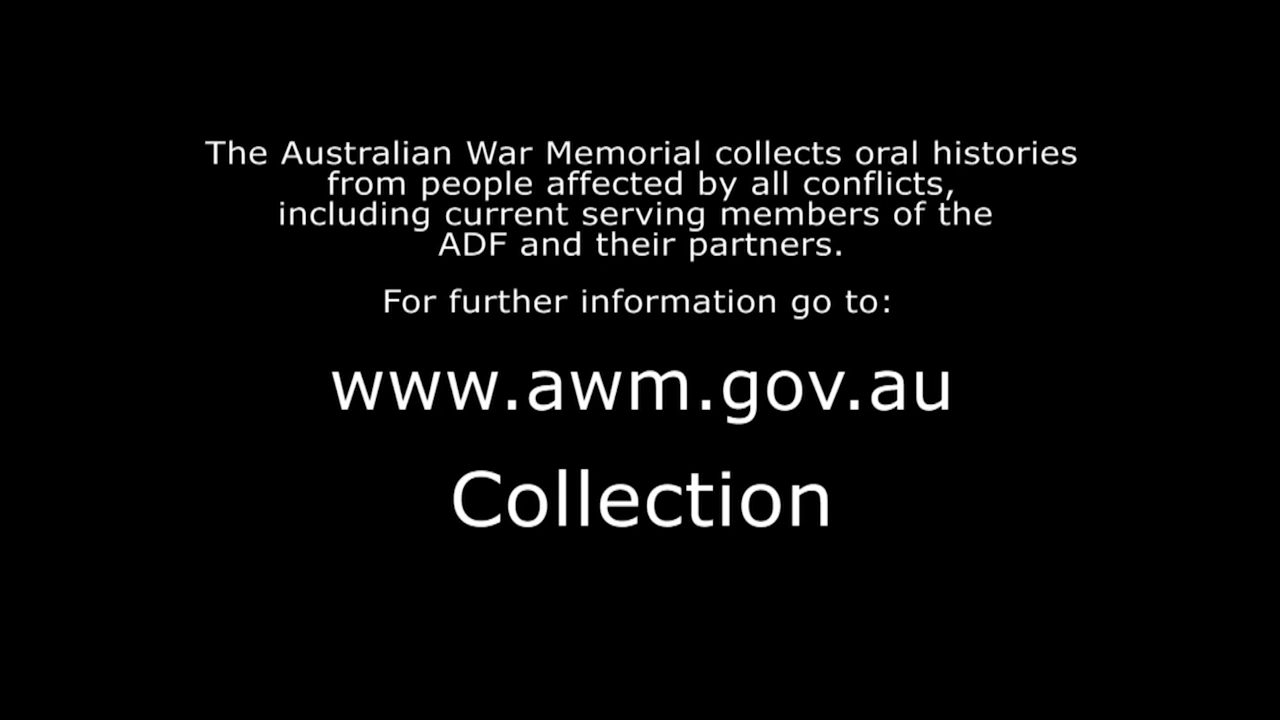 The Australian War Memorial collects oral histories
from people affected by all conflicts,
including current serving members of the
ADF and their partners.
For further information go to:
www.awm.gov.au
Collection